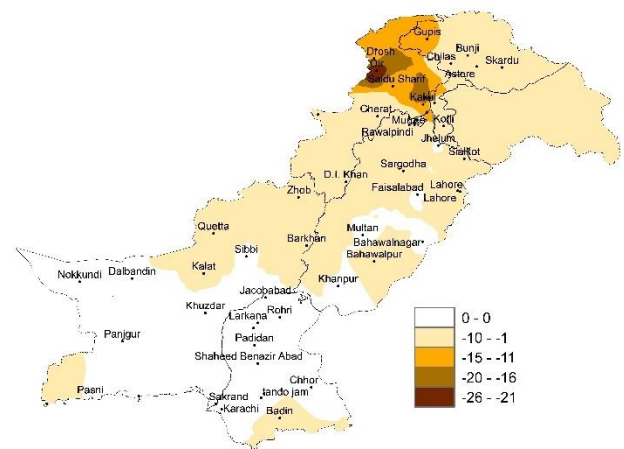 Gupis
Drosh
Dir
Chilas
Bunji
Skardu
Astore
Saidu Sharif
Kakul
Cherat
Kotli
Rawalpindi
Jhelum
Sialkot
Sargodha
D.I. Khan
Faisalabad
Lahore
Lahore
Zhob
Quetta
Multan
Sibbi
Barkhan
Bahawalnagar
Bahawalpur
Kalat
Nokkundi
Dalbandin
Khanpur
Jacobabad
Khuzdar
Larkana
Rohri
Panjgur
Padidan
Shaheed Benazir Abad
Chhor
Pasni
Sakrand
tando jam
Karachi
Badin
0 - 0
-10 - -1
-15 - -11
-20 - -16
-26 - -21